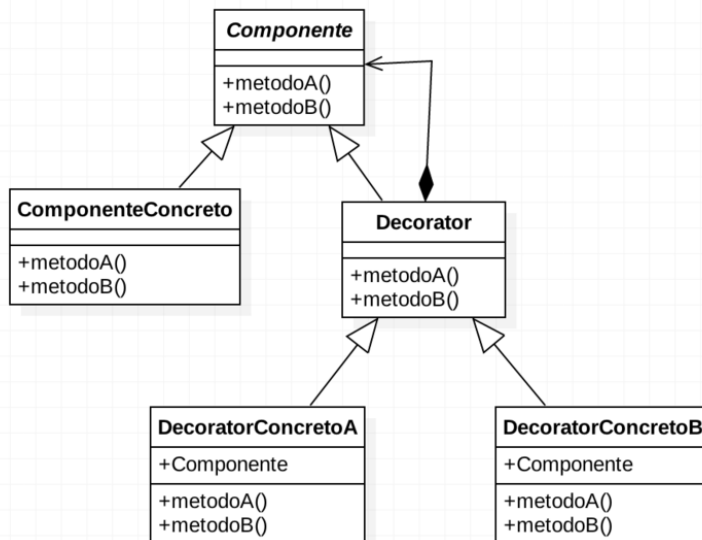 Componente
+metodoA()
+metodoB()
ComponenteConcreto
+metodoA()
+metodoB()
Decorator
+metodoA()
+metodoB()
DecoratorConcretoA
+Componente
+metodoA()
+metodoB()
DecoratorConcretoB
+Componente
+metodoA()
+metodoB()